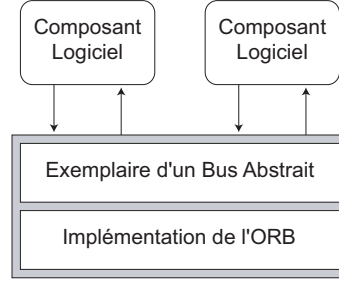 Composant
Logiciel
Composant
Logiciel
Exemplaire d'un Bus Abstrait
Implémentation de l'ORB